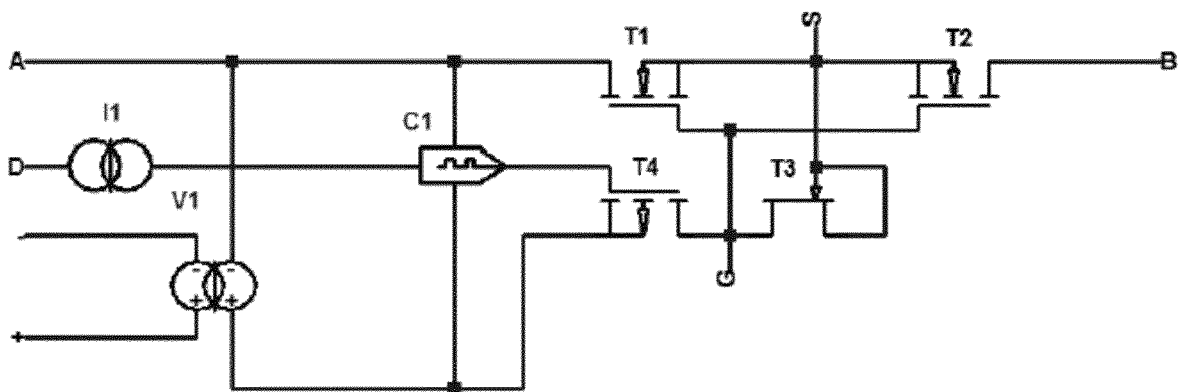 S
T1
T2
A
B
I1
C1
D
T4
T3
V1
-
- -
+ +
G
+